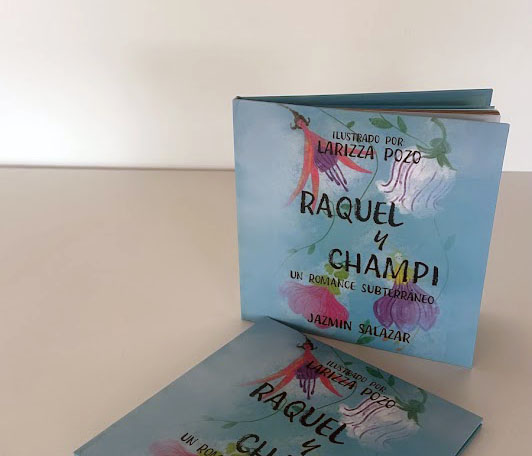 ILUSTRADO POR
LARIZZA POZO
RAQUEL
y
CHAMPI
UN ROMANCE SUBTERRÁNEO
JAZMIN SALAZAR
ILUSTRADO POR
LARIZZA POZO
RAQUEL
y